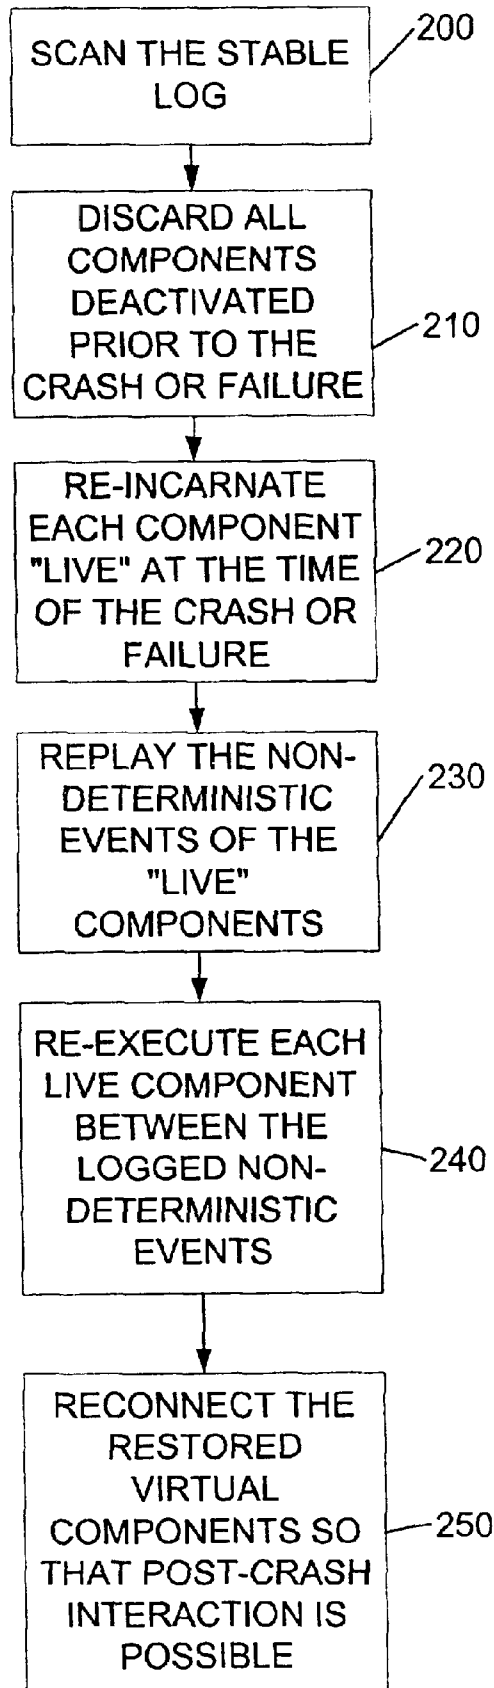 200
SCAN THE STABLE
LOG
DISCARD ALL
COMPONENTS
DEACTIVATED
PRIOR TO THE
CRASH OR FAILURE
210
RE-INCARNATE
EACH COMPONENT
"LIVE" AT THE TIME
OF THE CRASH OR
FAILURE
220
REPLAY THE NON-
DETERMINISTIC
EVENTS OF THE
"LIVE"
COMPONENTS
230
RE-EXECUTE EACH
LIVE COMPONENT
BETWEEN THE
LOGGED NON-
DETERMINISTIC
EVENTS
240
RECONNECT THE
RESTORED
VIRTUAL
COMPONENTS SO
THAT POST-CRASH
INTERACTION IS
POSSIBLE
250